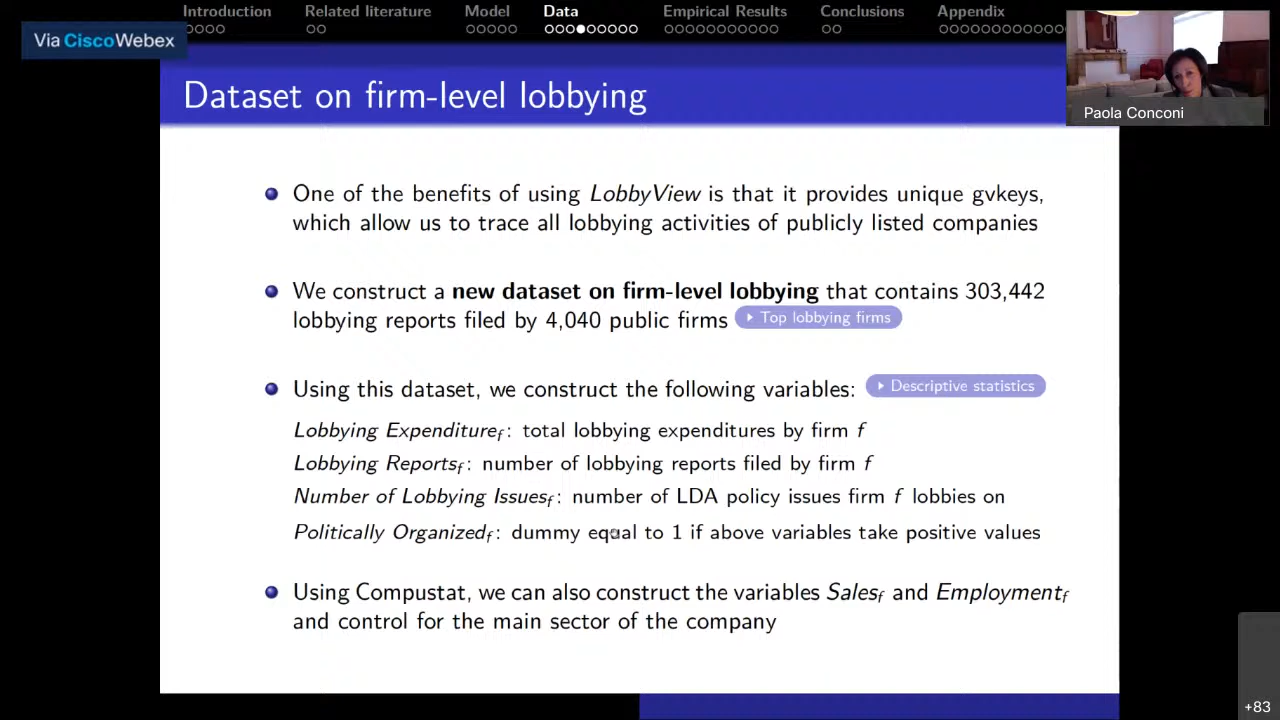 Introduction Related literature Model Data Empirical Results Conclusions Appendix
Via Cisco Webex
Paola Conconi
Dataset on firm-level lobbying
One of the benefits of using LobbyView is that it provides unique gvkeys,
which allow us to trace all lobbying activities of publicly listed companies
We construct a new dataset on firm-level lobbying that contains 303,442
lobbying reports filed by 4,040 public firms Top lobbying firms
Using this dataset, we construct the following variables: Descriptive statistics
Lobbying Expenditure_f: total lobbying expenditures by firm f
Lobbying Reports_f: number of lobbying reports filed by firm f
Number of Lobbying Issues_f: number of LDA policy issues firm f lobbies on
Politically Organized_f: dummy equal to 1 if above variables take positive values
Using Compustat, we can also construct the variables Sales_f and Employment_f
and control for the main sector of the company
+83